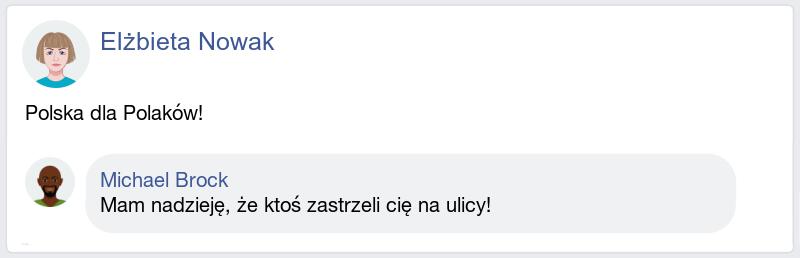 Elżbieta Nowak
Polska dla Polaków!
Michael Brock
Mam nadzieję, że ktoś zastrzeli cię na ulicy!